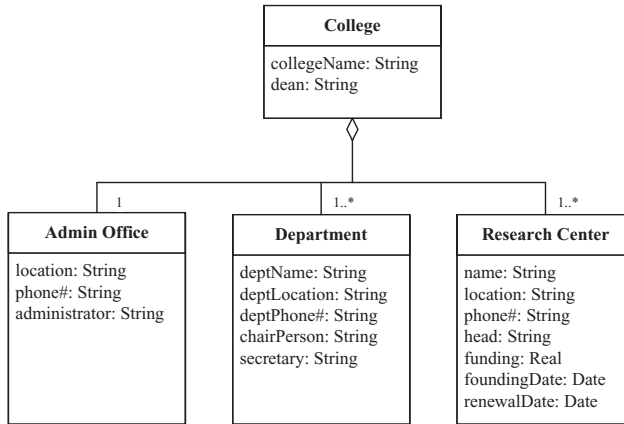 College
collegeName: String
dean: String
1
1..*
1..*
Admin Office
location: String
phone#: String
administrator: String
Department
deptName: String
deptLocation: String
deptPhone#: String
chairPerson: String
secretary: String
Research Center
name: String
location: String
phone#: String
head: String
funding: Real
foundingDate: Date
renewalDate: Date